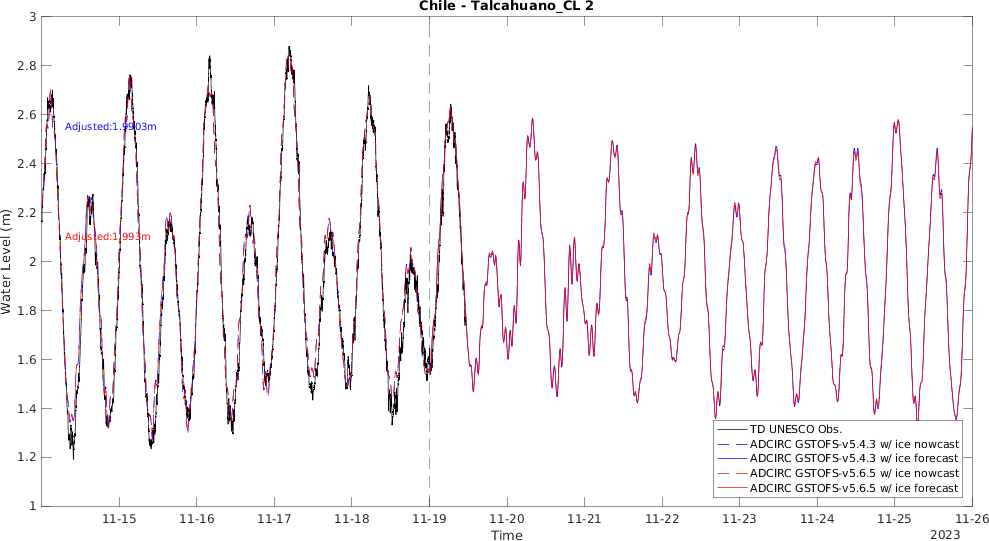 Chile - Talcahuano_CL 2
3
2.8
2.6
2.4
2.2
2
1.8
1.6
1.4
1.2
1
Water Level (m)
Adjusted:1.9903m
Adjusted:1.993m
TD UNESCO Obs.
ADCIRC GSTOFS-v5.4.3 w/ ice nowcast
ADCIRC GSTOFS-v5.4.3 w/ ice forecast
ADCIRC GSTOFS-v5.6.5 w/ ice nowcast
ADCIRC GSTOFS-v5.6.5 w/ ice forecast
11-15 11-16 11-17 11-18 11-19 11-20 11-21 11-22 11-23 11-24 11-25 11-26
Time
2023